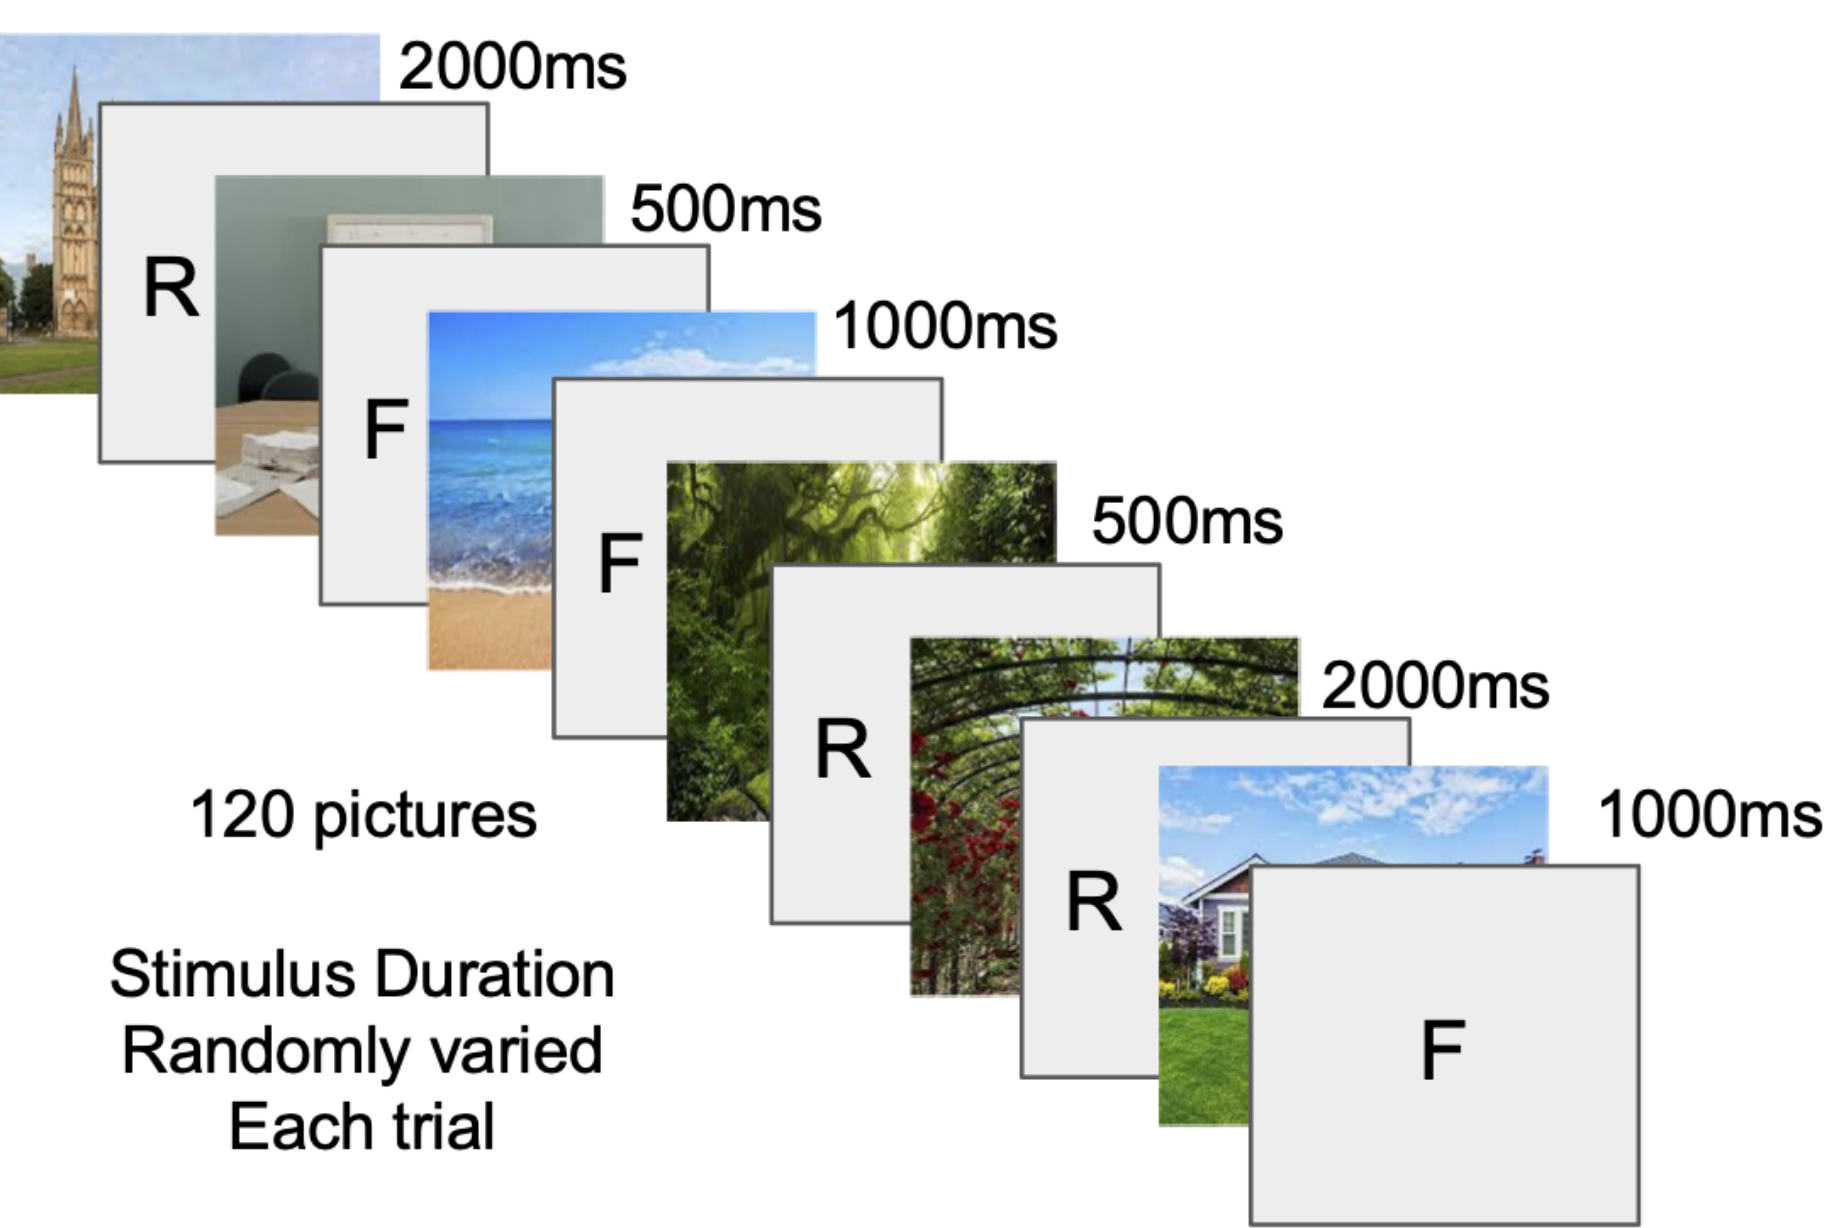 2000ms
R
500ms
F
1000ms
F
500ms
R
2000ms
R
1000ms
F
120 pictures
Stimulus Duration
Randomly varied
Each trial